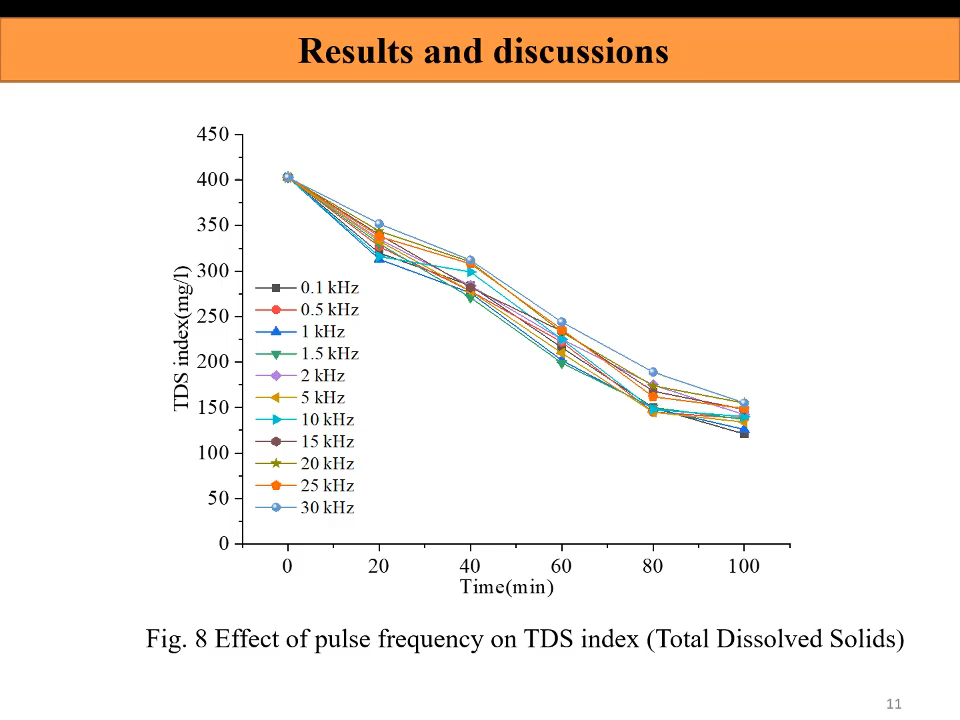 Results and discussions
450
400
350
300
250
200
150
100
50
0
TDS index(mg/l)
0.1 kHz
0.5 kHz
1 kHz
1.5 kHz
2 kHz
5 kHz
10 kHz
15 kHz
20 kHz
25 kHz
30 kHz
0 20 40 60 80 100
Time(min)
Fig. 8 Effect of pulse frequency on TDS index (Total Dissolved Solids)
11